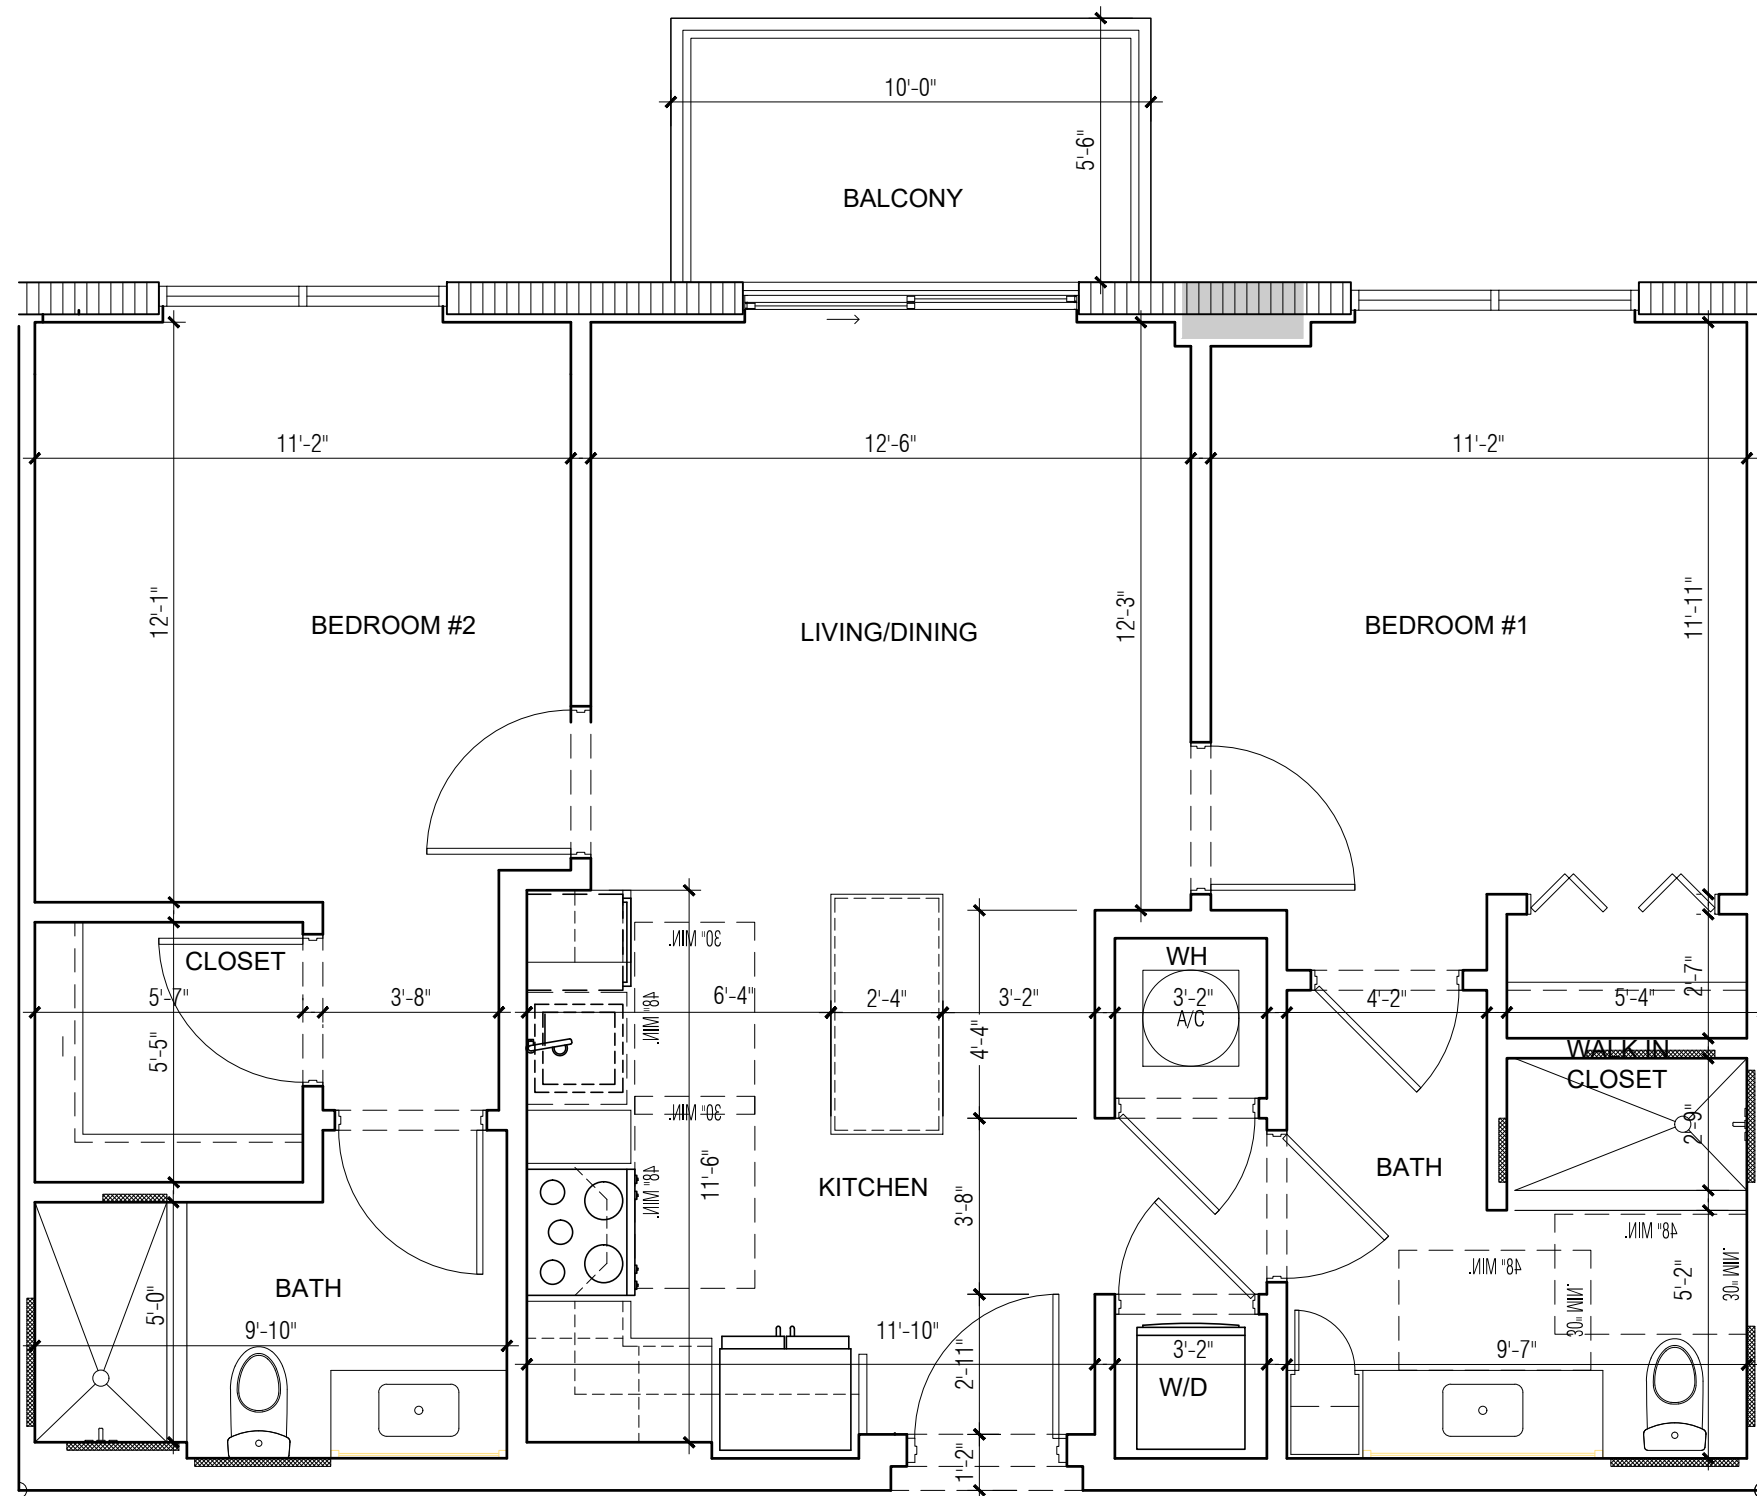 10'-0"
5'-6"
BALCONY
11'-2"
12'-6"
11'-2"
12'-1"
BEDROOM #2
LIVING/DINING
12'-3"
BEDROOM #1
11'-11"
30" MIN.
CLOSET
WH
5'-7"
3'-8"
48" MIN.
6'-4"
2'-4"
3'-2"
3'-2"
A/C
4'-2"
5'-4"
2'-7"
5'-5"
4'-4"
WALK IN
CLOSET
30" MIN.
2'-9"
11'-6"
48" MIN.
KITCHEN
3'-8"
BATH
48" MIN.
48" MIN.
30" MIN.
30" MIN.
5'-2"
BATH
5'-0"
9'-10"
11'-10"
2'-11"
3'-2"
W/D
9'-7"
1'-2"